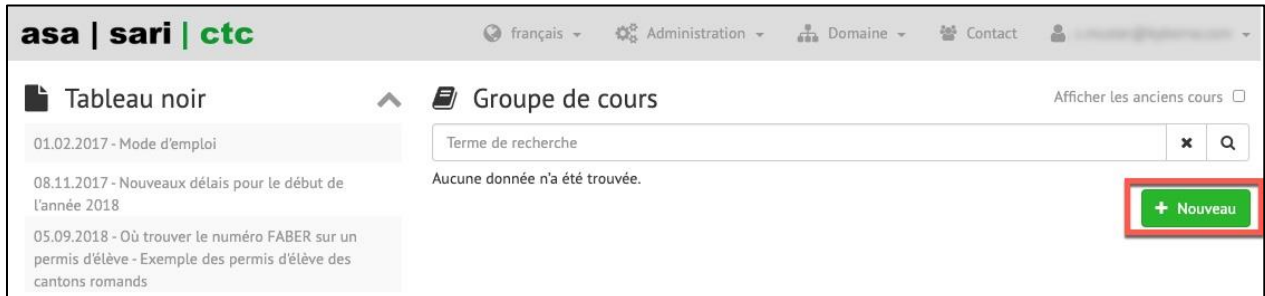 asa | sari | ctc
français
Administration
Domaine
Contact
Tableau noir
01.02.2017 - Mode d'emploi
08.11.2017 - Nouveaux délais pour le début de
l'année 2018
05.09.2018 - Où trouver le numéro FABER sur un
permis d'élève - Exemple des permis d'élève des
cantons romands
Groupe de cours
Afficher les anciens cours
Terme de recherche
Aucune donnée n'a été trouvée.
+ Nouveau